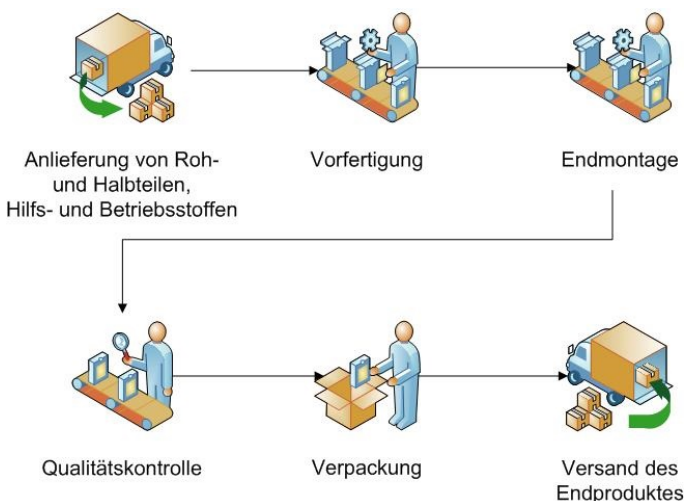 Anlieferung von Roh-
und Halbteilen,
Hilfs- und Betriebsstoffen
Vorfertigung
Endmontage
Qualitätskontrolle
Verpackung
Versand des
Endproduktes